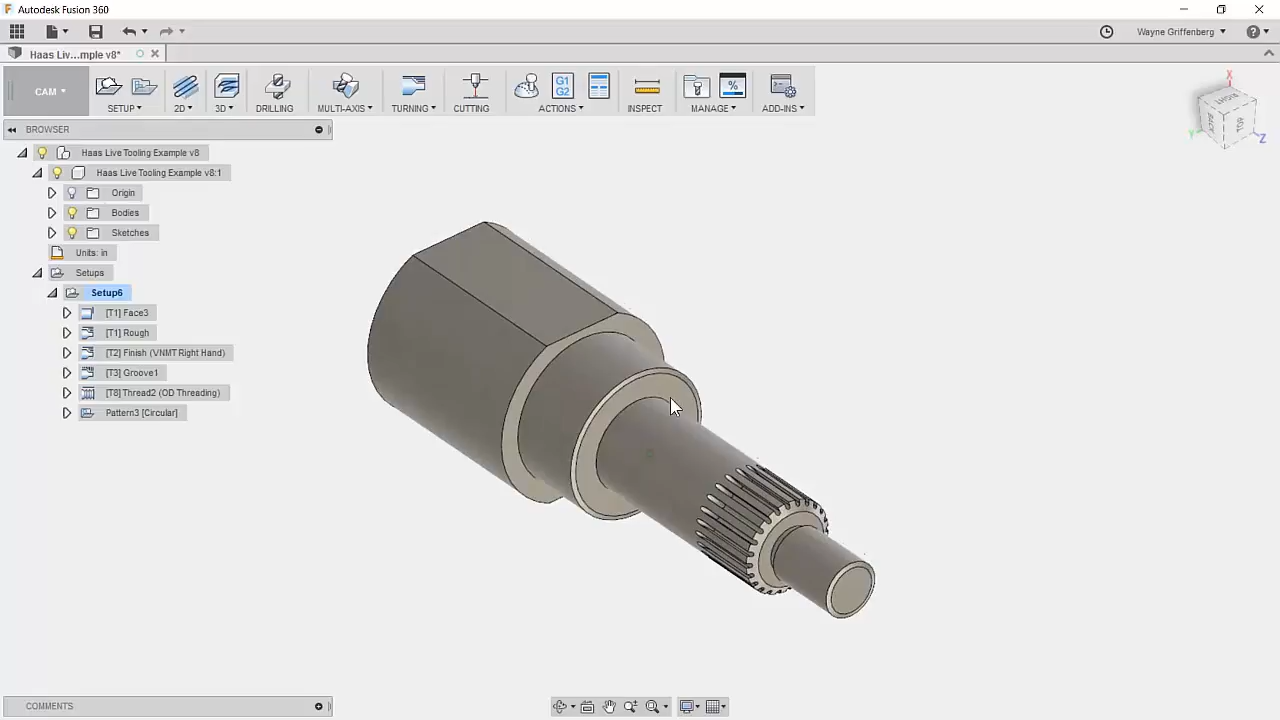 Autodesk Fusion 360
Wayne Griffenberg
Haas Liv...mple v8*
CAM
SETUP
2D
3D
DRILLING
MULTI-AXIS
TURNING
CUTTING
G1
G2
ACTIONS
INSPECT
%
MANAGE
ADD-INS
BROWSER
Haas Live Tooling Example v8
Haas Live Tooling Example v8:1
Origin
Bodies
Sketches
Units: in
Setups
Setup6
[T1] Face3
[T1] Rough
[T2] Finish (VNMT Right Hand)
[T3] Groove1
[T8] Thread2 (OD Threading)
Pattern3 [Circular]
X
TOP
Y
Z
COMMENTS